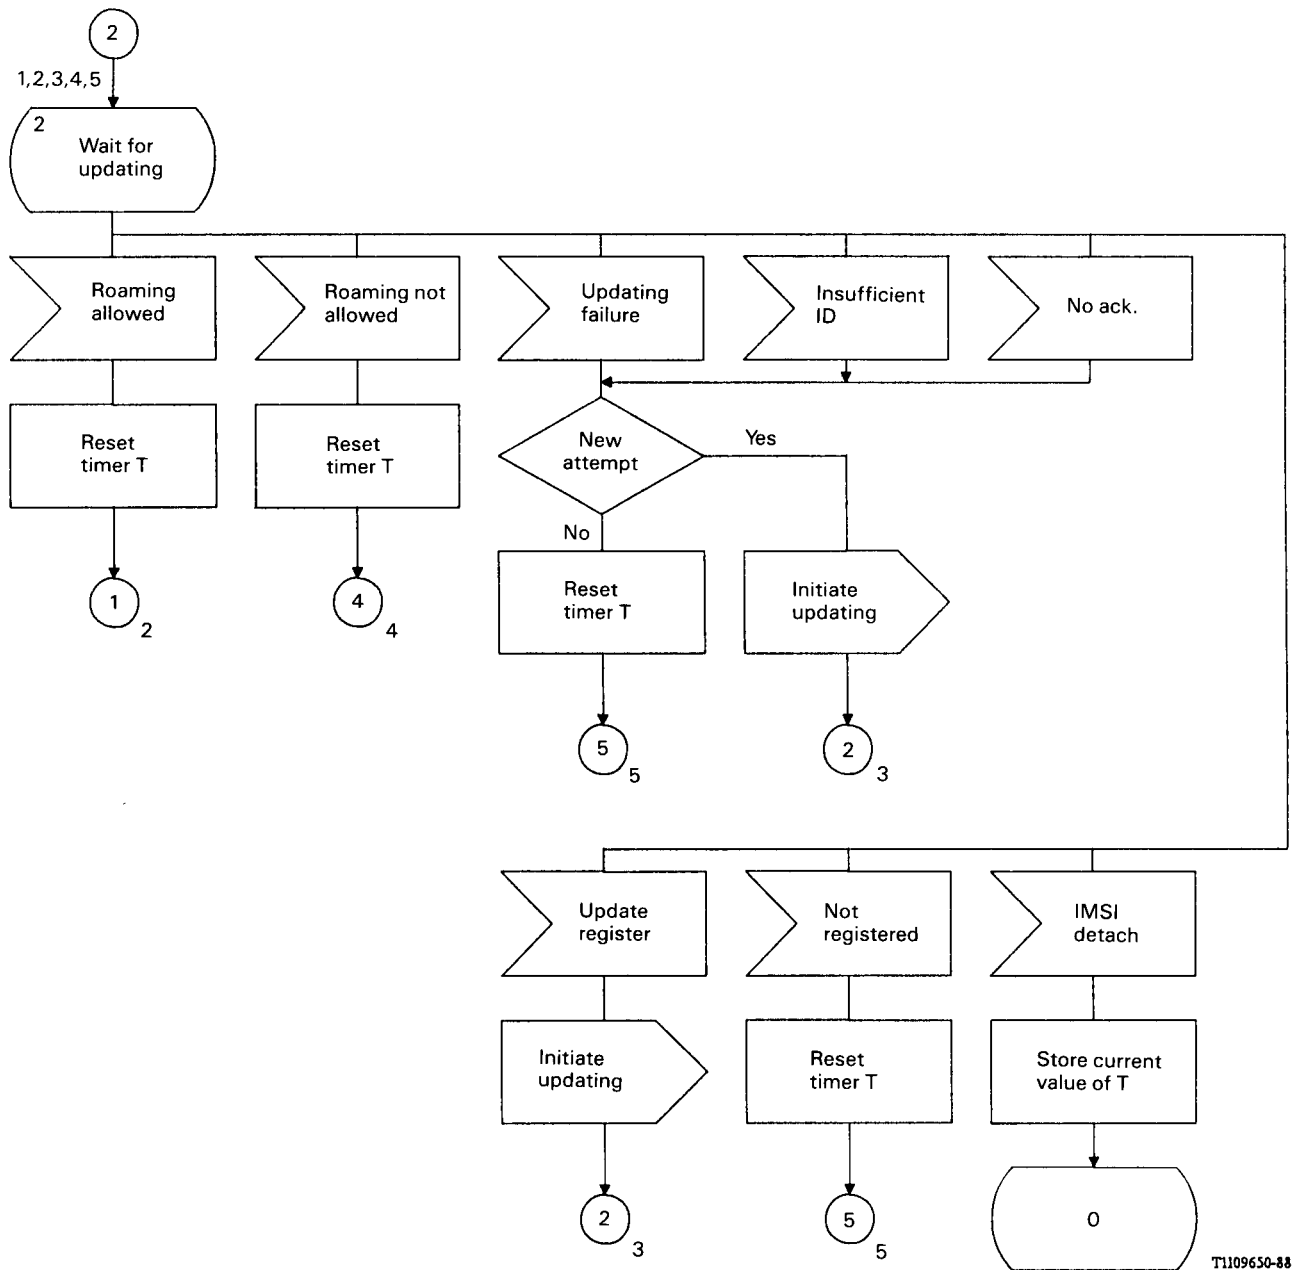 2
1,2,3,4,5
2
Wait for
updating
Roaming
allowed
Roaming not
allowed
Updating
failure
Insufficient
ID
No ack.
Reset
timer T
Reset
timer T
New
attempt
Yes
No
1
2
4
4
Reset
timer T
Initiate
updating
5
5
2
3
Update
register
Not
registered
IMSI
detach
Initiate
updating
Reset
timer T
Store current
value of T
2
3
5
5
0
T1109650-88